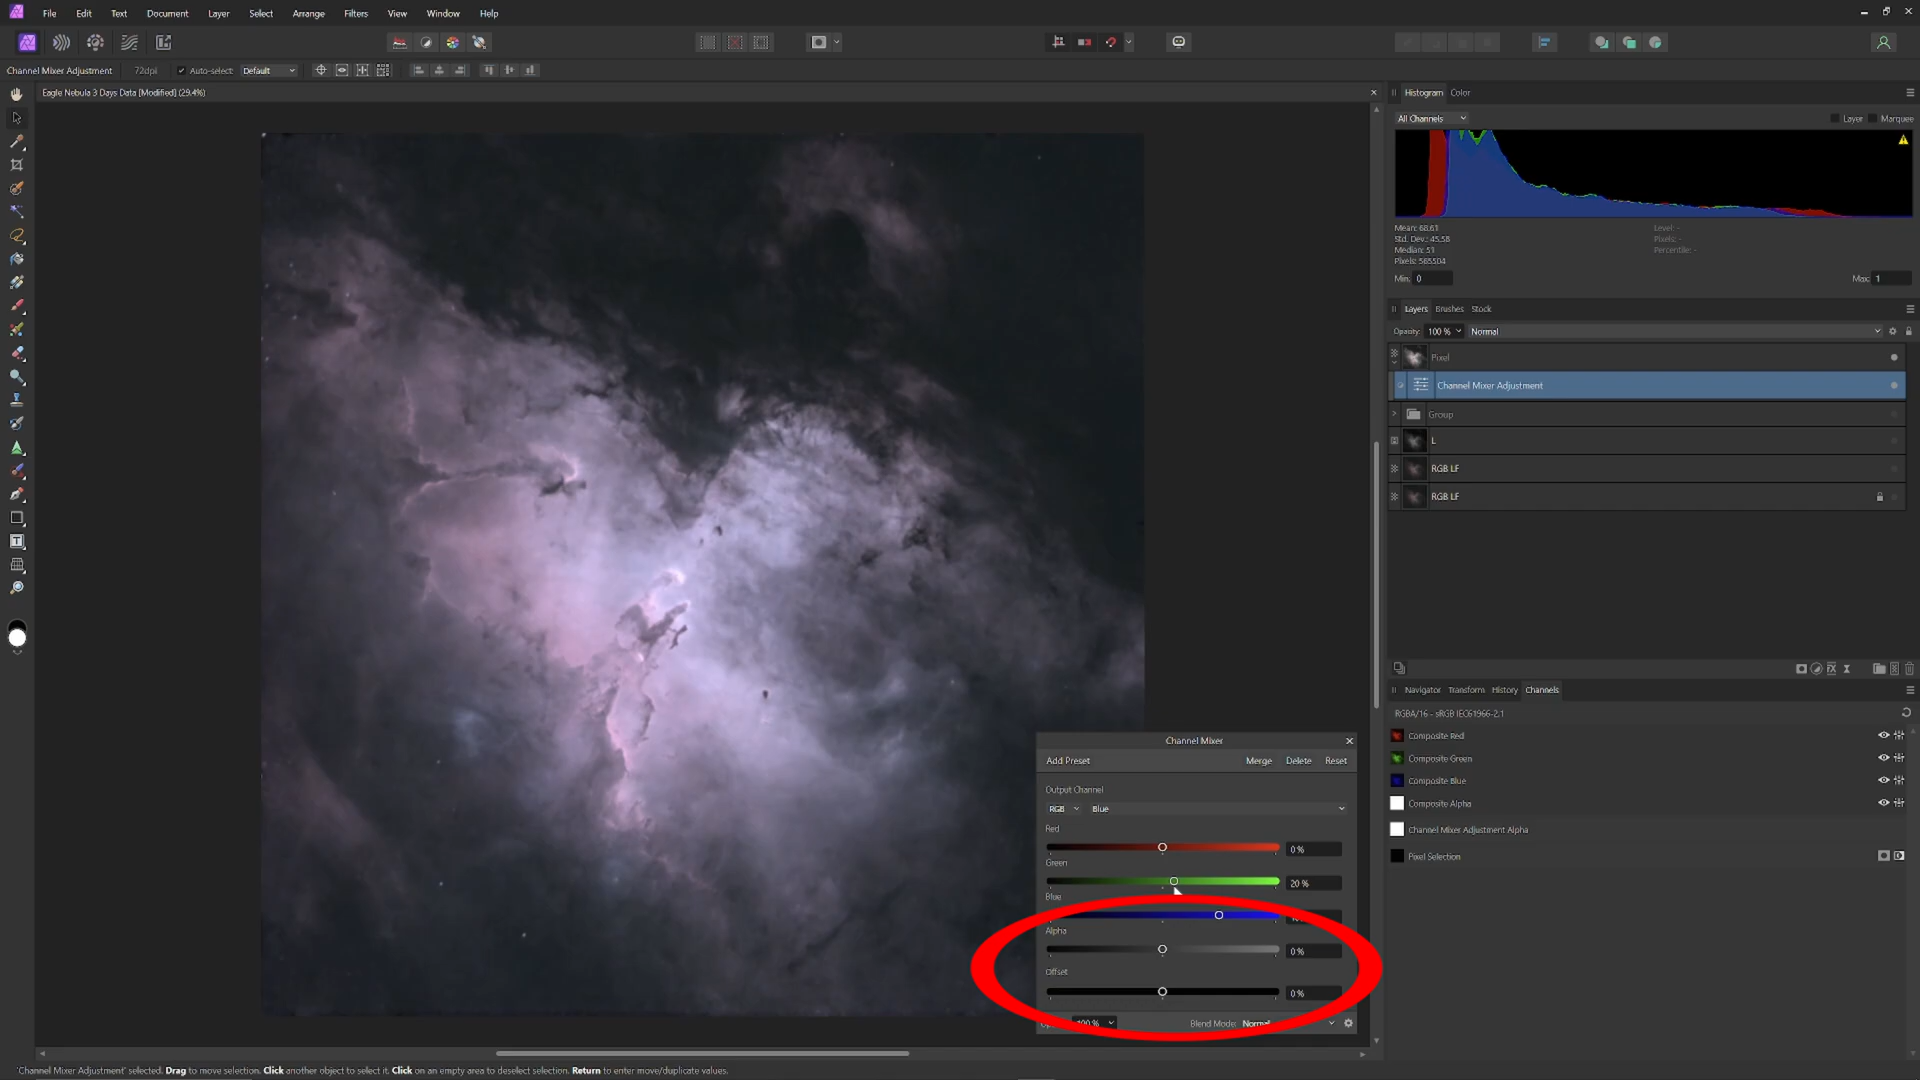 File Edit Text Document Layer Select Arrange Filters View Window Help
Channel Mixer Adjustment 72dpi Auto-select: Default
Eagle Nebula 3 Days Data [Modified] (29.4%)
Histogram Color
All Channels Layer Marquee
Mean: 68.61
Std. Dev.: 45.58
Median: 51
Pixels: 565504
Level: -
Pixels: -
Percentile: -
Min: 0 Max: 1
Layers Brushes Stock
Opacity: 100 % Normal
Pixel
Channel Mixer Adjustment
Group
L
RGB LF
RGB LF
Navigator Transform History Channels
RGBA/16 - sRGB IEC61966-2.1
Composite Red
Composite Green
Composite Blue
Composite Alpha
Channel Mixer Adjustment Alpha
Pixel Selection
Channel Mixer
Add Preset Merge Delete Reset
Output Channel
RGB Blue
Red
0 %
Green
20 %
Blue
Alpha
0 %
Offset
0 %
100 % Blend Mode: Normal
'Channel Mixer Adjustment' selected. Drag to move selection. Click another object to select it. Click on an empty area to deselect selection. Return to enter move/duplicate values.